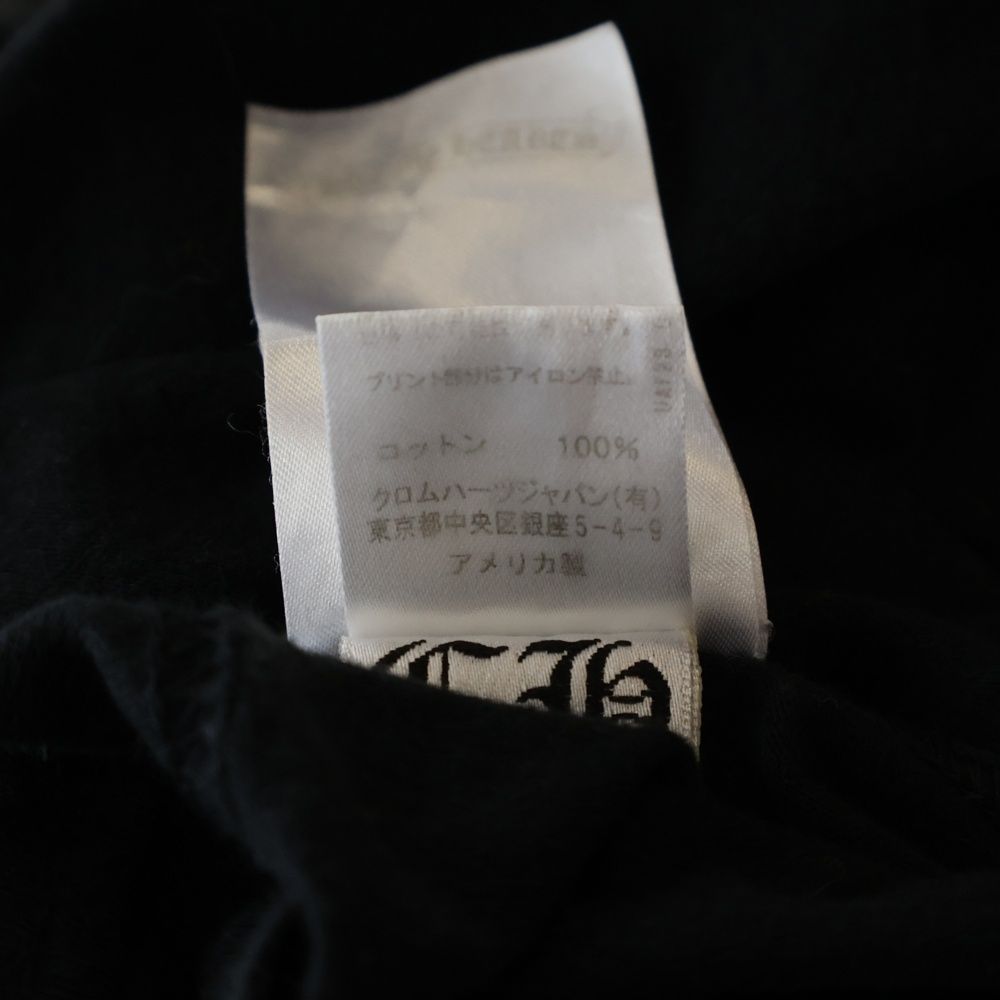 プリント部分はアイロン禁止。
コットン 100%
クロムハーツジャパン(有)
東京都中央区銀座5-4-9
アメリカ製
CH